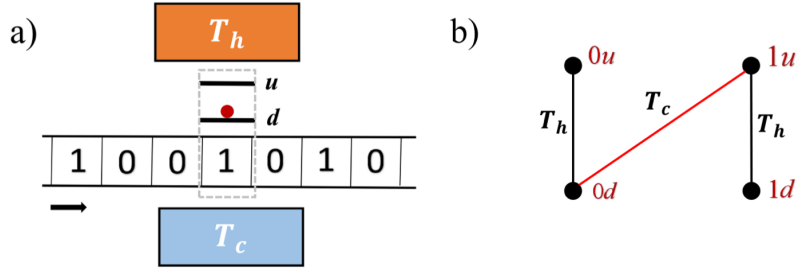 a)
T_h
u
d
1 0 0 1 0 1 0
T_c
b)
0u 1u
T_h T_c T_h
0d 1d